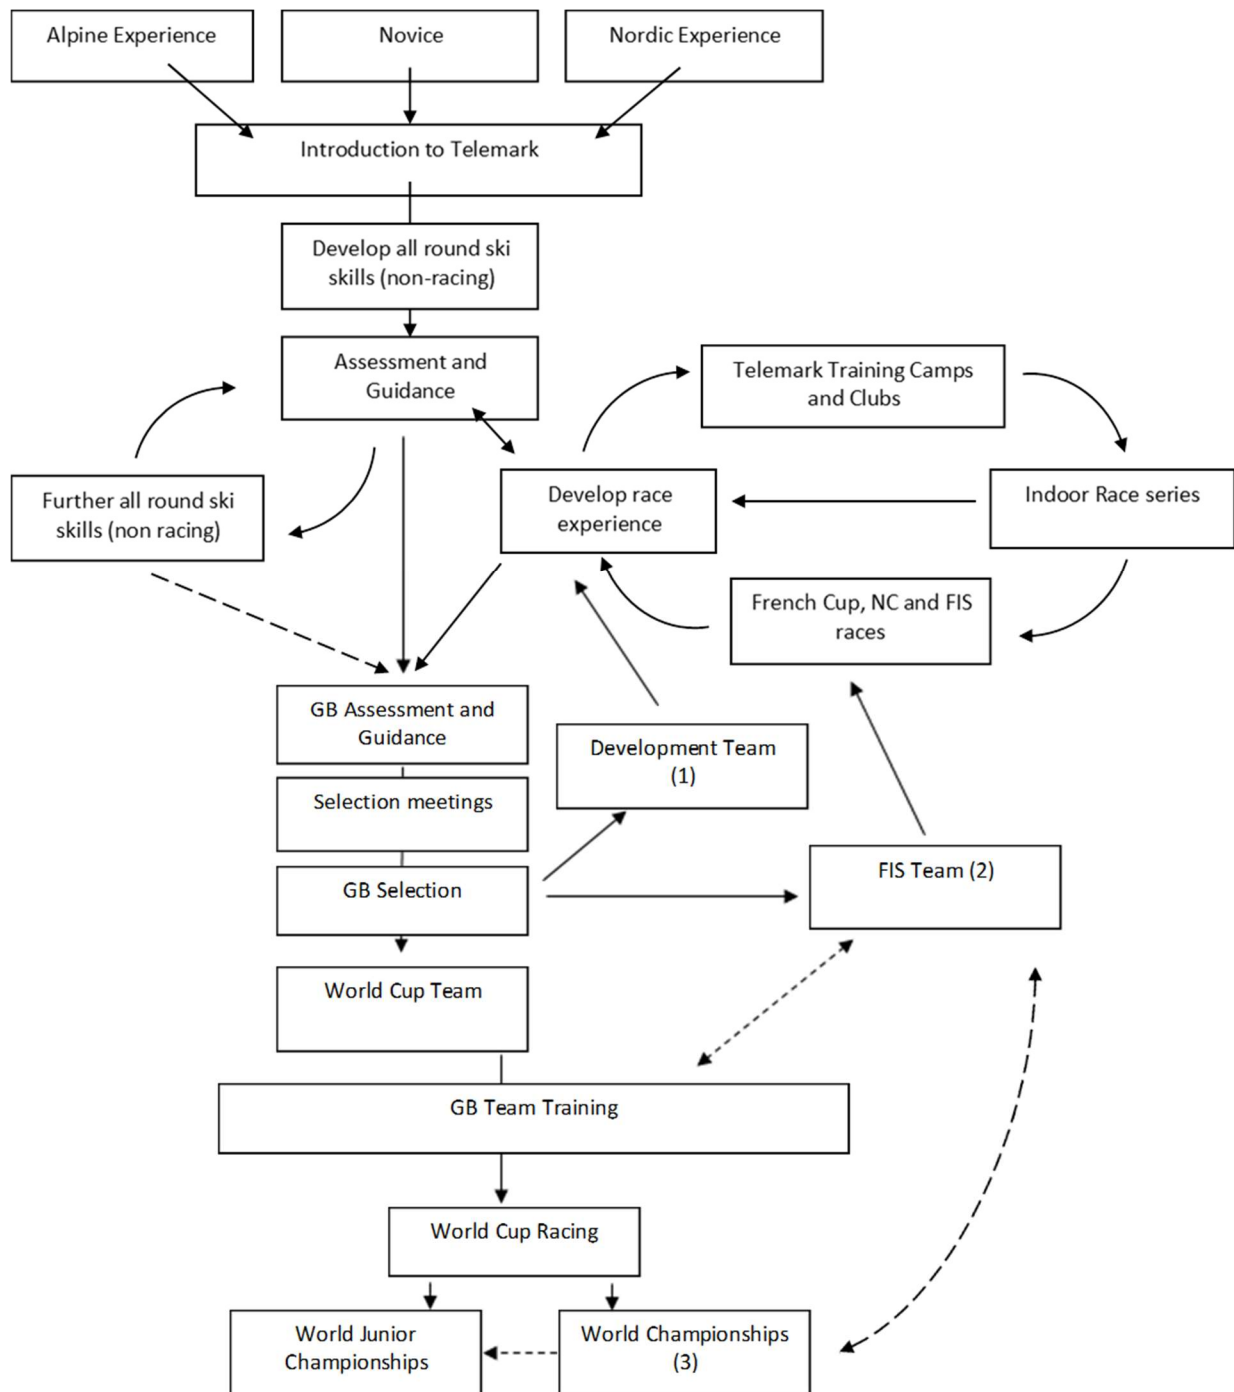 Alpine Experience
Novice
Nordic Experience
Introduction to Telemark
Develop all round ski
skills (non-racing)
Assessment and
Guidance
Telemark Training Camps
and Clubs
Further all round ski
skills (non racing)
Develop race
experience
Indoor Race series
French Cup, NC and FIS
races
GB Assessment and
Guidance
Development Team
(1)
Selection meetings
FIS Team (2)
GB Selection
World Cup Team
GB Team Training
World Cup Racing
World Junior
Championships
World Championships
(3)